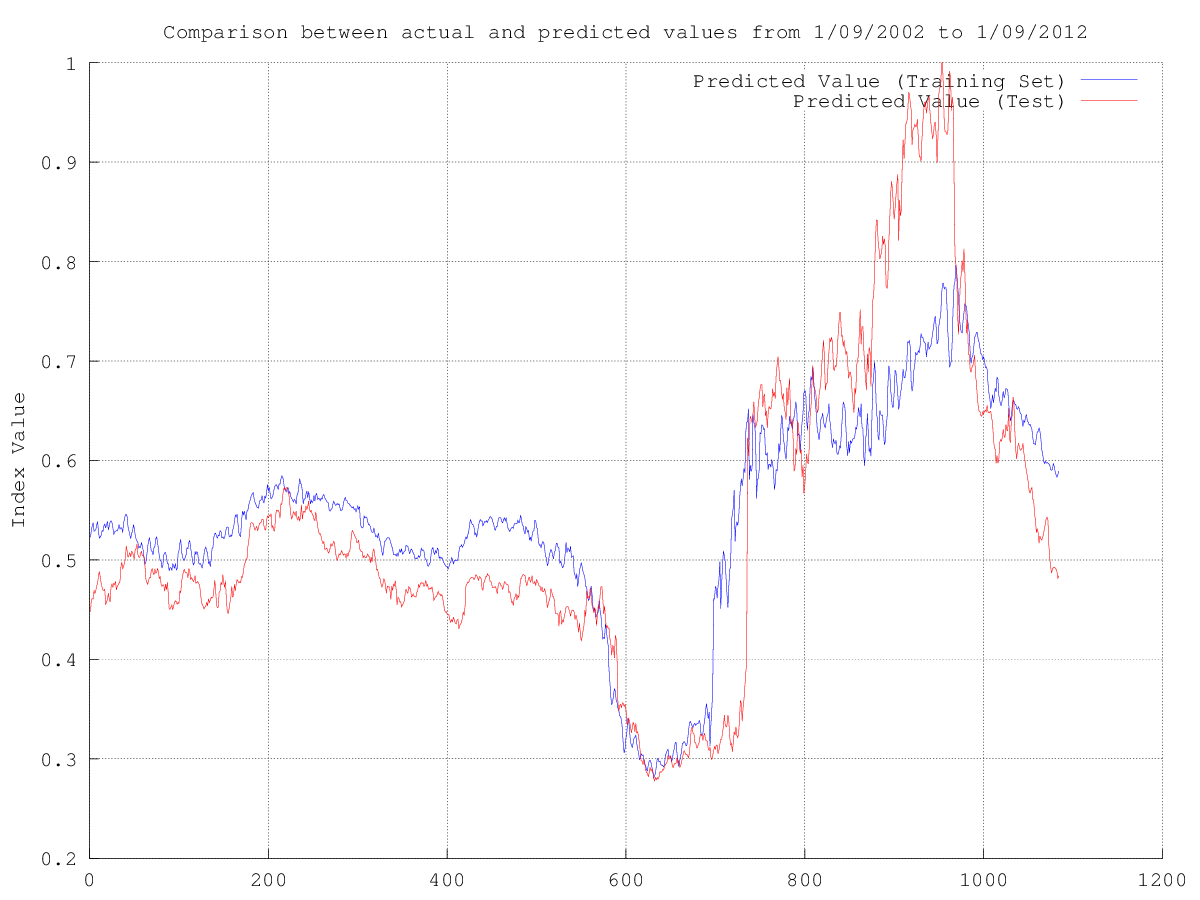 Comparison between actual and predicted values from 1/09/2002 to 1/09/2012
1
Predicted Value (Training Set)
Predicted Value (Test)
0.9
0.8
0.7
0.6
0.5
0.4
0.3
0.2
Index Value
0 200 400 600 800 1000 1200